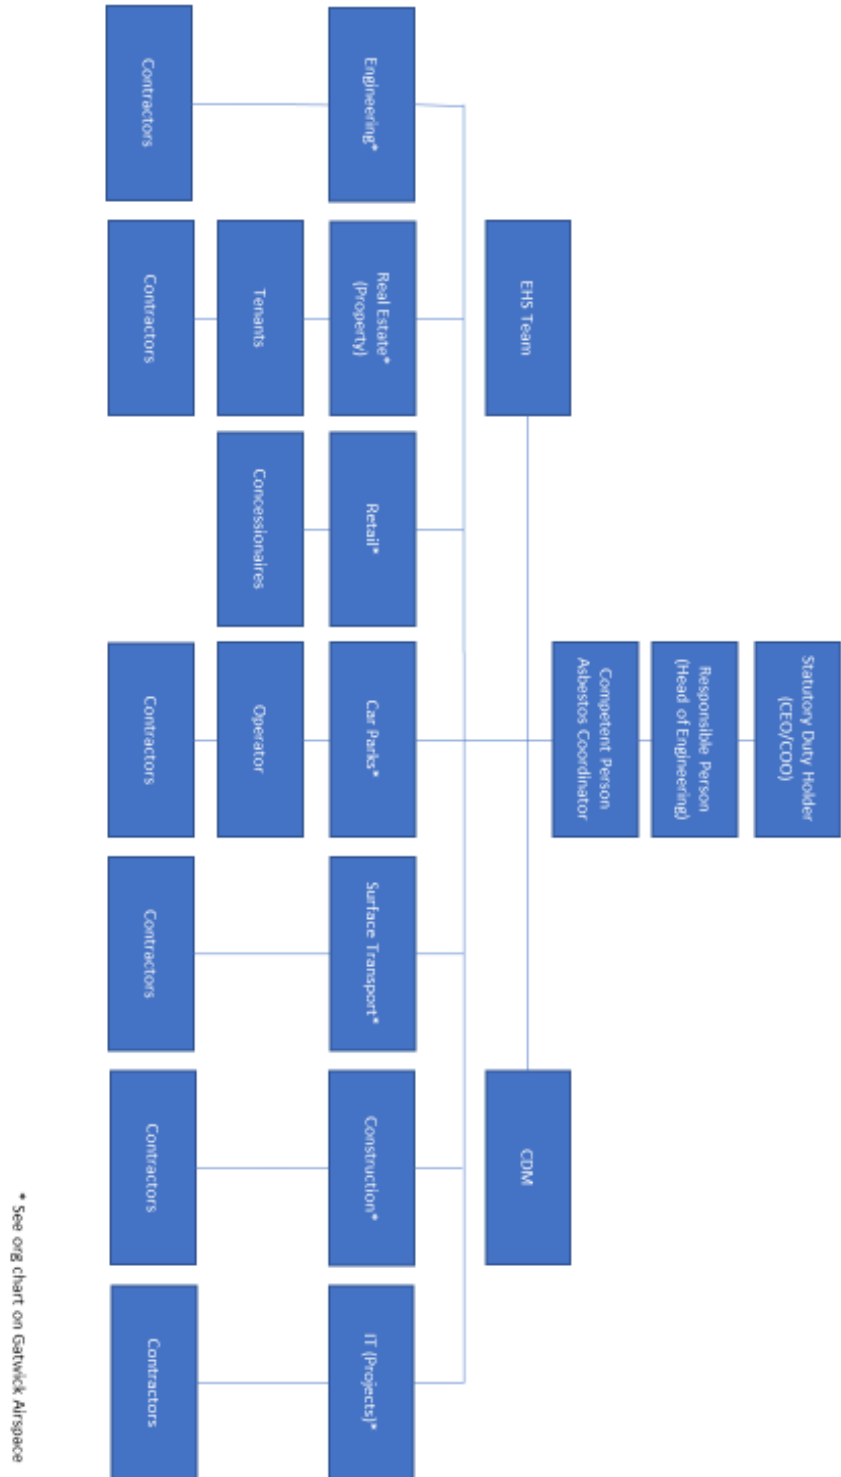 Statutory Duty Holder
(CEO/COO)
Responsible Person
(Head of Engineering)
Competent Person
Asbestos Coordinator
EHS Team
CDM
Engineering*
Real Estate*
(Property)
Retail*
Car Parks*
Surface Transport*
Construction*
IT (Projects)*
Tenants
Concessionaires
Operator
Contractors
Contractors
Contractors
Contractors
Contractors
Contractors
* See org chart on Gatwick Airspace